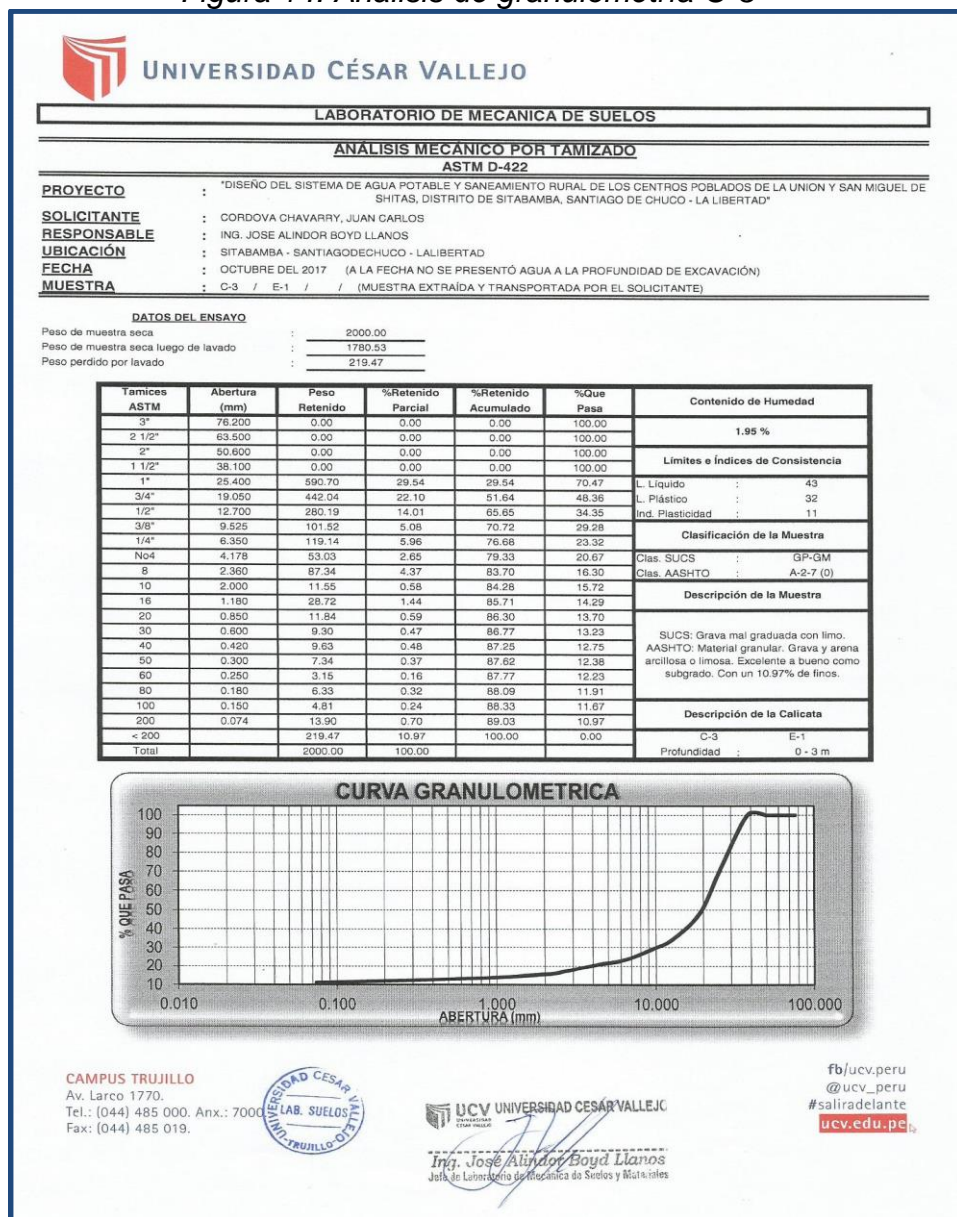 Figura 14. Análisis de granulometría C-3
UNIVERSIDAD CÉSAR VALLEJO
LABORATORIO DE MECANICA DE SUELOS
ANÁLISIS MECÁNICO POR TAMIZADO
ASTM D-422
PROYECTO : "DISEÑO DEL SISTEMA DE AGUA POTABLE Y SANEAMIENTO RURAL DE LOS CENTROS POBLADOS DE LA UNION Y SAN MIGUEL DE
SHITAS, DISTRITO DE SITABAMBA, SANTIAGO DE CHUCO - LA LIBERTAD"
SOLICITANTE : CORDOVA CHAVARRY, JUAN CARLOS
RESPONSABLE : ING. JOSE ALINDOR BOYD LLANOS
UBICACIÓN : SITABAMBA - SANTIAGODECHUCO - LALIBERTAD
FECHA : OCTUBRE DEL 2017 (A LA FECHA NO SE PRESENTÓ AGUA A LA PROFUNDIDAD DE EXCAVACIÓN)
MUESTRA : C-3 / E-1 / / (MUESTRA EXTRAÍDA Y TRANSPORTADA POR EL SOLICITANTE)
DATOS DEL ENSAYO
Peso de muestra seca : 2000.00
Peso de muestra seca luego de lavado : 1780.53
Peso perdido por lavado : 219.47
Tamices Abertura Peso %Retenido %Retenido %Que
ASTM (mm) Retenido Parcial Acumulado Pasa
3" 76.200 0.00 0.00 0.00 100.00
2 1/2" 63.500 0.00 0.00 0.00 100.00
2" 50.600 0.00 0.00 0.00 100.00
1 1/2" 38.100 0.00 0.00 0.00 100.00
1" 25.400 590.70 29.54 29.54 70.47
3/4" 19.050 442.04 22.10 51.64 48.36
1/2" 12.700 280.19 14.01 65.65 34.35
3/8" 9.525 101.52 5.08 70.72 29.28
1/4" 6.350 119.14 5.96 76.68 23.32
No4 4.178 53.03 2.65 79.33 20.67
8 2.360 87.34 4.37 83.70 16.30
10 2.000 11.55 0.58 84.28 15.72
16 1.180 28.72 1.44 85.71 14.29
20 0.850 11.84 0.59 86.30 13.70
30 0.600 9.30 0.47 86.77 13.23
40 0.420 9.63 0.48 87.25 12.75
50 0.300 7.34 0.37 87.62 12.38
60 0.250 3.15 0.16 87.77 12.23
80 0.180 6.33 0.32 88.09 11.91
100 0.150 4.81 0.24 88.33 11.67
200 0.074 13.90 0.70 89.03 10.97
< 200 219.47 10.97 100.00 0.00
Total 2000.00 100.00
Contenido de Humedad
1.95 %
Límites e Índices de Consistencia
L. Líquido : 43
L. Plástico : 32
Ind. Plasticidad : 11
Clasificación de la Muestra
Clas. SUCS : GP-GM
Clas. AASHTO : A-2-7 (0)
Descripción de la Muestra
SUCS: Grava mal graduada con limo.
AASHTO: Material granular. Grava y arena
arcillosa o limosa. Excelente a bueno como
subgrado. Con un 10.97% de finos.
Descripción de la Calicata
C-3 E-1
Profundidad : 0 - 3 m
CURVA GRANULOMETRICA
% QUE PASA
100
90
80
70
60
50
40
30
20
10
0.010 0.100 1.000 10.000 100.000
ABERTURA (mm)
CAMPUS TRUJILLO
Av. Larco 1770.
Tel.: (044) 485 000. Anx.: 7000
Fax: (044) 485 019.
UNIVERSIDAD CESAR VALLEJO
LAB. SUELOS
TRUJILLO
UCV UNIVERSIDAD CESAR VALLEJO
UNIVERSIDAD
CESAR VALLEJO
Ing. José Alindor Boyd Llanos
Jefe de Laboratorio de Mecánica de Suelos y Materiales
fb/ucv.peru
@ucv_peru
#saliradelante
ucv.edu.pe